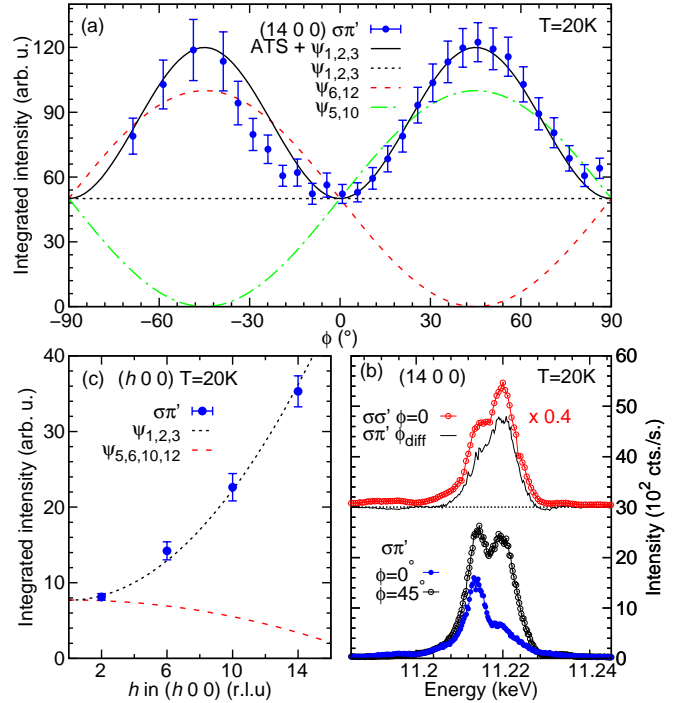 (a)
(14 0 0) σπ'
T=20K
ATS + ψ1,2,3
ψ1,2,3
ψ6,12
ψ5,10
Integrated intensity (arb. u.)
120
90
60
30
0
−90 −60 −30 0 30 60 90
ϕ (°)
(c) (h 0 0) T=20K
σπ'
ψ1,2,3
ψ5,6,10,12
Integrated intensity (arb. u.)
40
30
20
10
0
2 6 10 14
h in (h 0 0) (r.l.u)
(14 0 0) (b) T=20K
σσ' ϕ=0 x 0.4
σπ' ϕdiff
σπ'
ϕ=0°
ϕ=45°
60
50
40
30
20
10
0
Intensity (10² cts./s.)
11.2 11.22 11.24
Energy (keV)